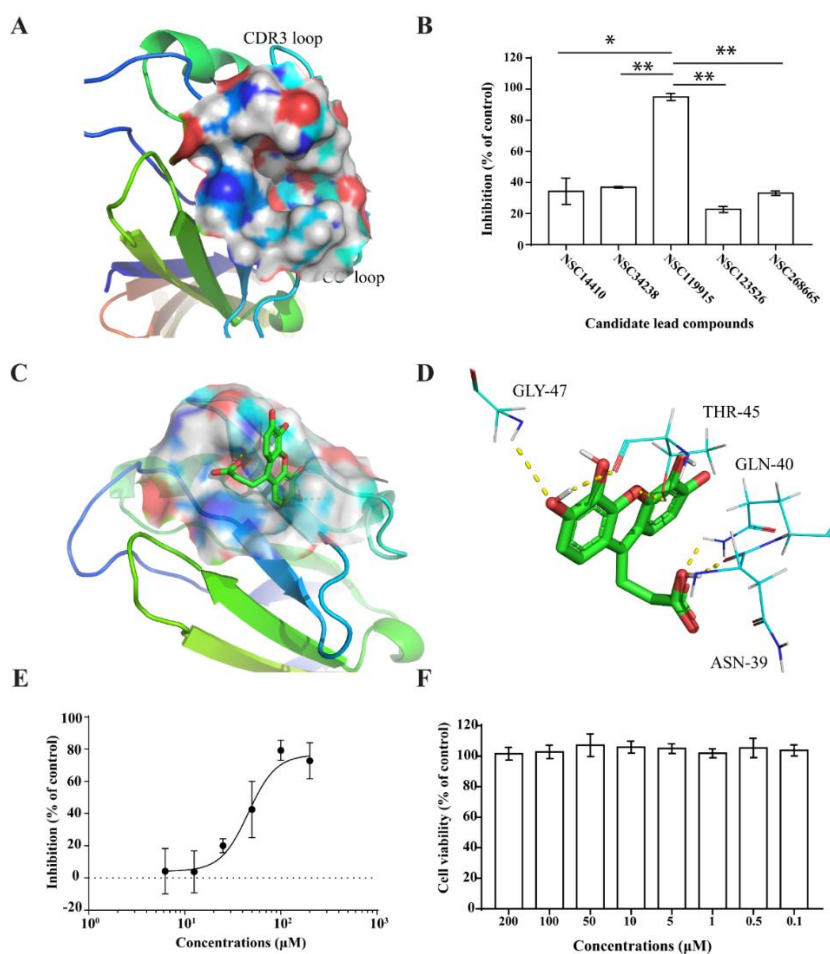 A
CDR3 loop
CC' loop
B
* 
**
**
**
Inhibition (% of control)
120
100
80
60
40
20
0
NSC14410
NSC34238
NSC119915
NSC123526
NSC268665
Candidate lead compounds
C
D
GLY-47
THR-45
GLN-40
ASN-39
E
Inhibition (% of control)
100
80
60
40
20
0
-20
10⁰
10¹
10²
10³
Concentrations (µM)
F
Cell viability (% of control)
120
100
80
60
40
20
0
200
100
50
10
5
1
0.5
0.1
Concentrations (µM)